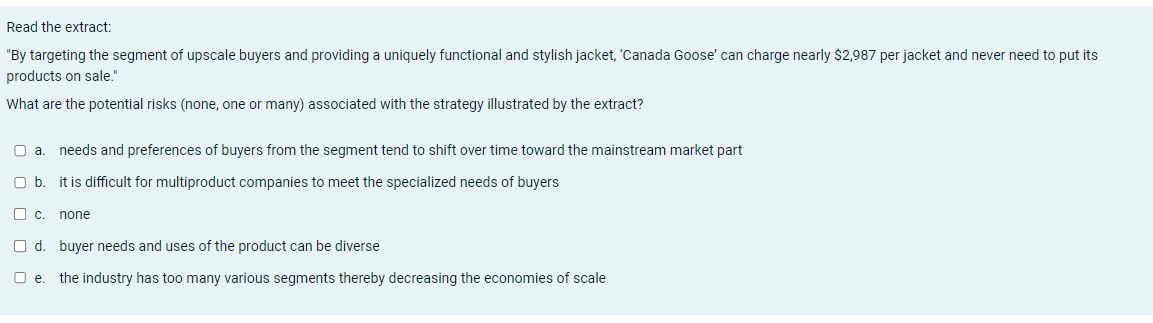 Read the extract:
"By targeting the segment of upscale buyers and providing a uniquely functional and stylish jacket, ‘Canada Goose’ can charge nearly $2,987 per jacket and never need to put its
products on sale."
What are the potential risks (none, one or many) associated with the strategy illustrated by the extract?
a. needs and preferences of buyers from the segment tend to shift over time toward the mainstream market part
b. it is difficult for multiproduct companies to meet the specialized needs of buyers
c. none
d. buyer needs and uses of the product can be diverse
e. the industry has too many various segments thereby decreasing the economies of scale